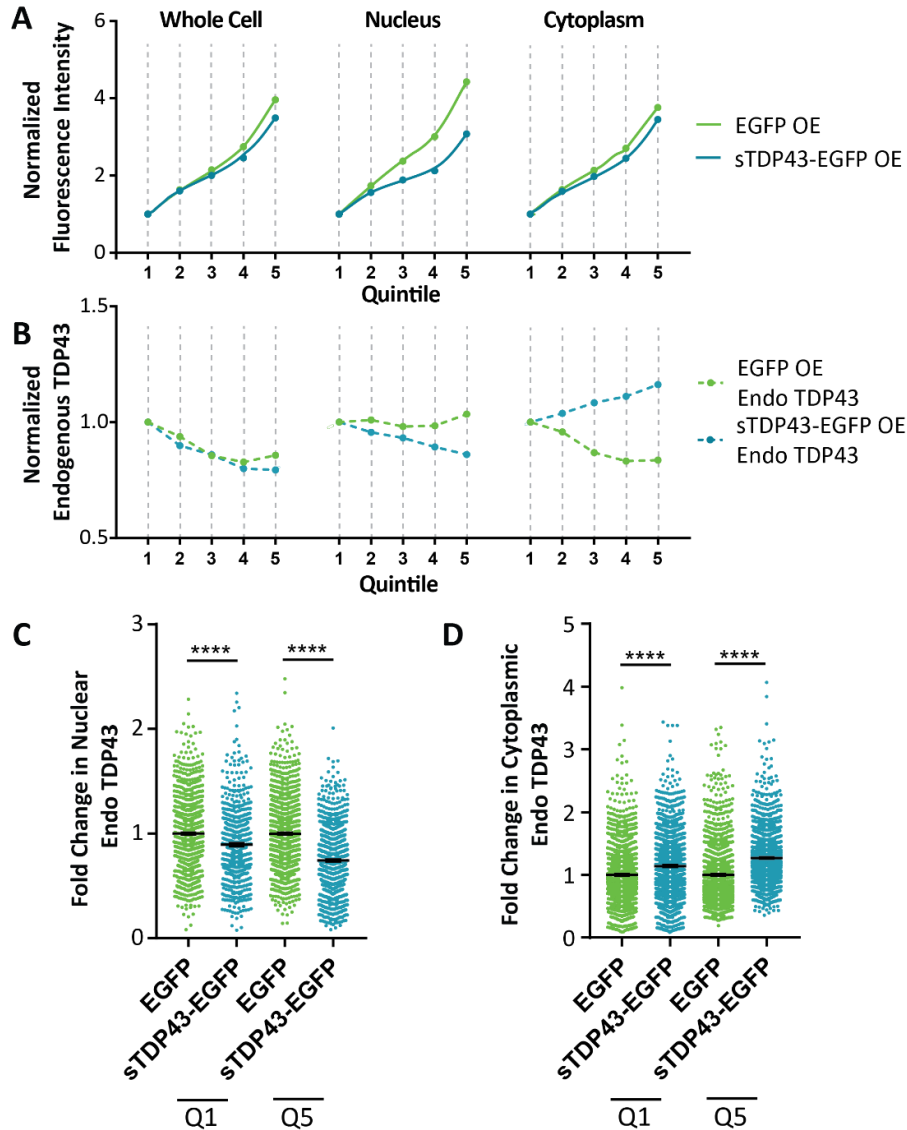 A
Whole Cell
Nucleus
Cytoplasm
Normalized
Fluorescence Intensity
6
4
2
0
1 2 3 4 5
1 2 3 4 5
1 2 3 4 5
Quintile
EGFP OE
sTDP43-EGFP OE
B
Normalized
Endogenous TDP43
1.5
1.0
0.5
1 2 3 4 5
1 2 3 4 5
1 2 3 4 5
Quintile
EGFP OE
Endo TDP43
sTDP43-EGFP OE
Endo TDP43
C
Fold Change in Nuclear
Endo TDP43
3
2
1
0
**** ****
EGFP
sTDP43-EGFP
EGFP
sTDP43-EGFP
Q1
Q5
D
Fold Change in Cytoplasmic
Endo TDP43
5
4
3
2
1
0
**** ****
EGFP
sTDP43-EGFP
EGFP
sTDP43-EGFP
Q1
Q5